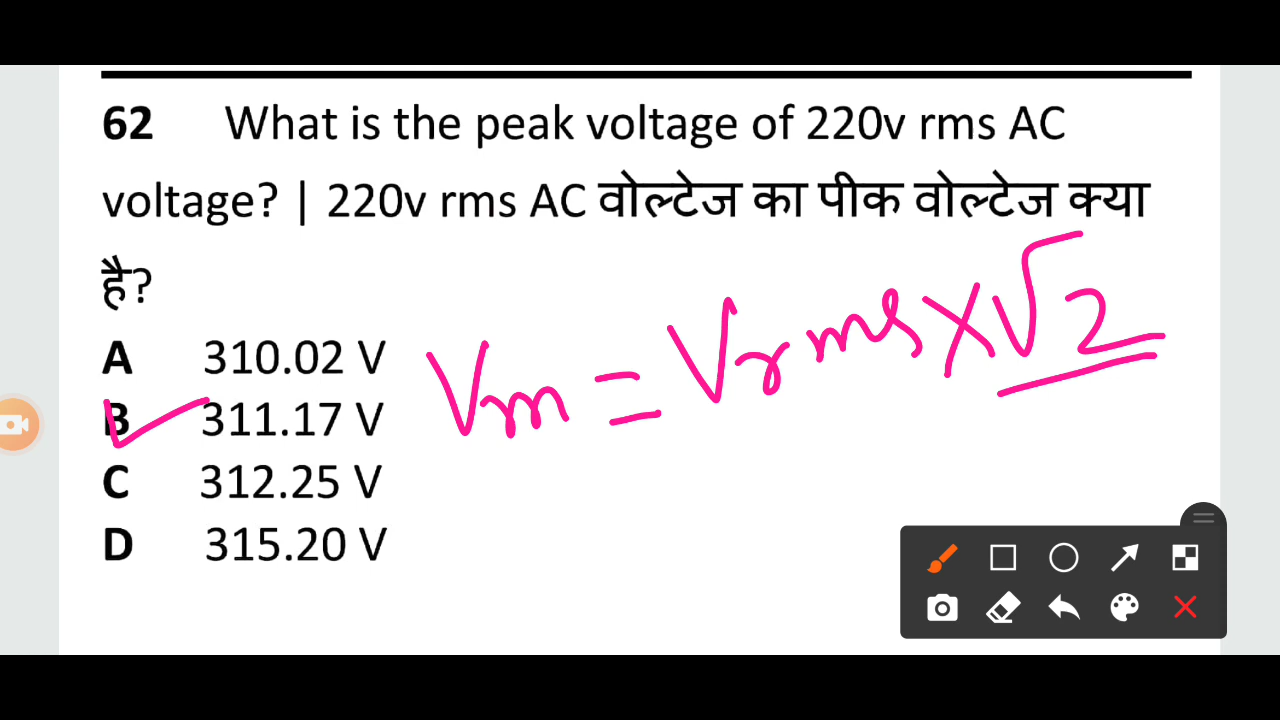 62 What is the peak voltage of 220v rms AC
voltage? | 220v rms AC वोल्टेज का पीक वोल्टेज क्या
है?
A 310.02 V
B 311.17 V
C 312.25 V
D 315.20 V
Vm = Vrms × √2